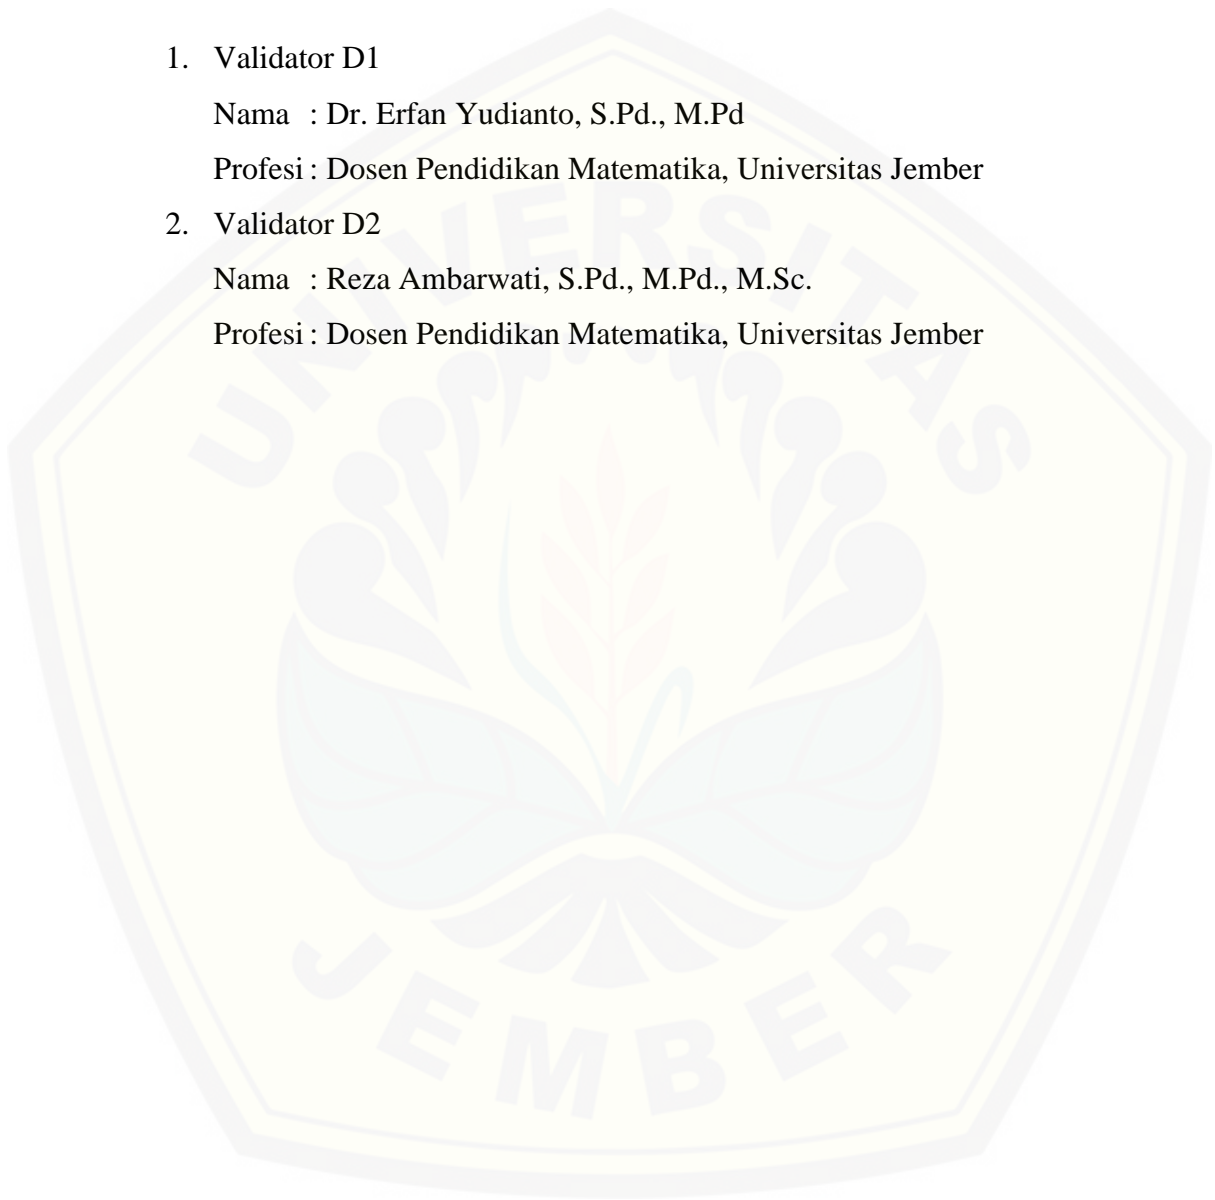 1. Validator D1
Nama : Dr. Erfan Yudianto, S.Pd., M.Pd
Profesi : Dosen Pendidikan Matematika, Universitas Jember
2. Validator D2
Nama : Reza Ambarwati, S.Pd., M.Pd., M.Sc.
Profesi : Dosen Pendidikan Matematika, Universitas Jember
UNIVERSITAS
JEMBER